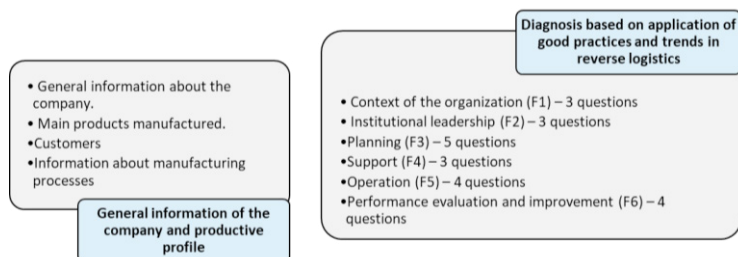 • General information about the
company.
• Main products manufactured.
•Customers
•Information about manufacturing
processes
General information of the
company and productive
profile
Diagnosis based on application of
good practices and trends in
reverse logistics
• Context of the organization (F1) – 3 questions
• Institutional leadership (F2) – 3 questions
•Planning (F3) – 5 questions
•Support (F4) – 3 questions
•Operation (F5) – 4 questions
•Performance evaluation and improvement (F6) – 4
questions